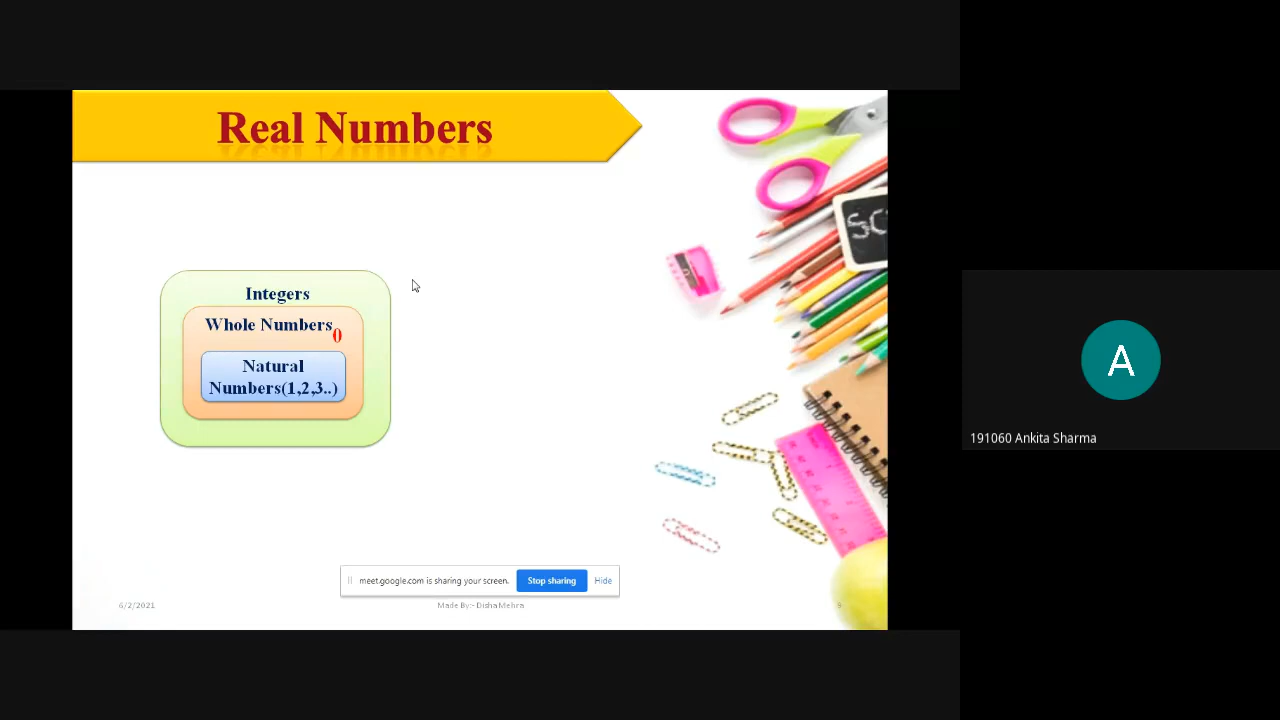 Real Numbers
Integers
Whole Numbers
0
Natural
Numbers(1,2,3..)
meet.google.com is sharing your screen.
Stop sharing
Hide
6/2/2021
Made By:- Disha Mehra
9
A
191060 Ankita Sharma